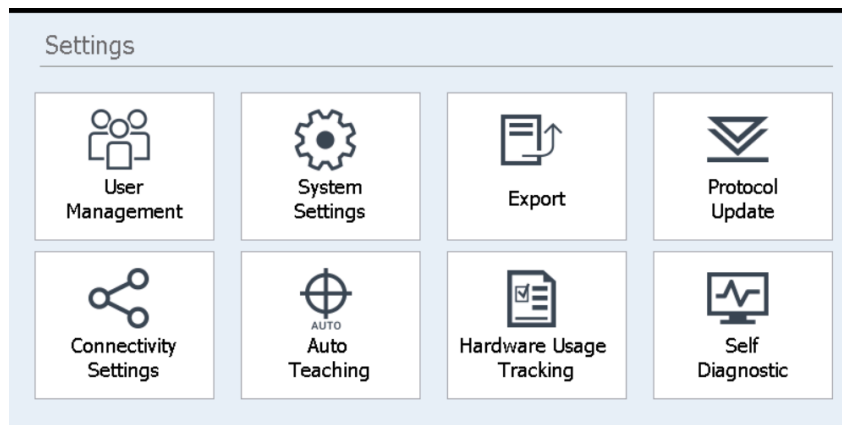 Settings
User
Management
System
Settings
Export
Protocol
Update
Connectivity
Settings
AUTO
Auto
Teaching
Hardware Usage
Tracking
Self
Diagnostic